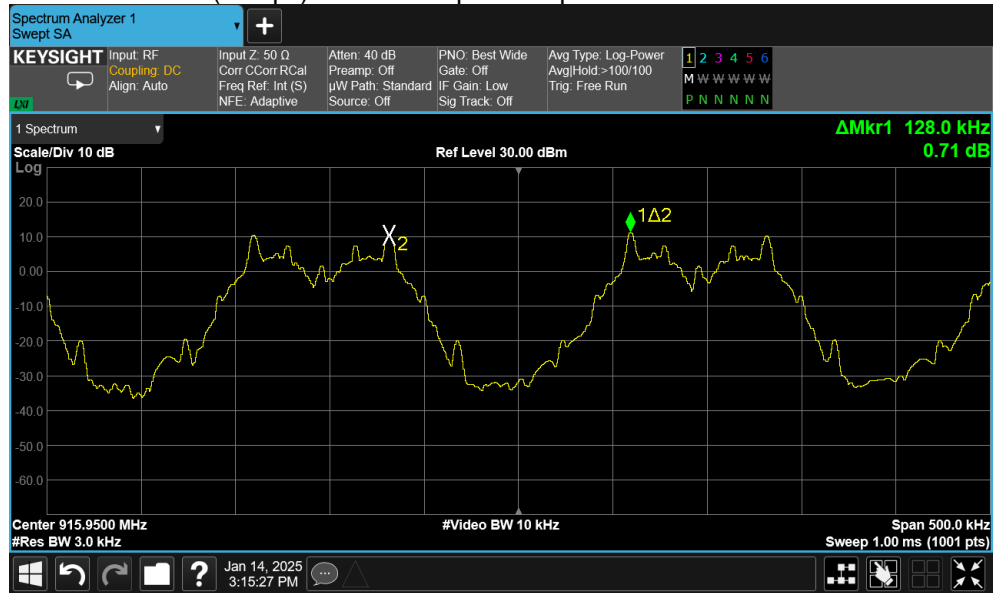 Spectrum Analyzer 1
Swept SA
KEYSIGHT
LXI
Input: RF
Coupling: DC
Align: Auto
Input Z: 50 Ω
Corr CCorr RCal
Freq Ref: Int (S)
NFE: Adaptive
Atten: 40 dB
Preamp: Off
µW Path: Standard
Source: Off
PNO: Best Wide
Gate: Off
IF Gain: Low
Sig Track: Off
Avg Type: Log-Power
Avg|Hold:>100/100
Trig: Free Run
1 2 3 4 5 6
M W W W W W
P N N N N N
1 Spectrum
ΔMkr1 128.0 kHz
0.71 dB
Scale/Div 10 dB
Ref Level 30.00 dBm
Log
20.0
10.0
0.00
-10.0
-20.0
-30.0
-40.0
-50.0
-60.0
2
1Δ2
Center 915.9500 MHz
#Video BW 10 kHz
Span 500.0 kHz
#Res BW 3.0 kHz
Sweep 1.00 ms (1001 pts)
?
Jan 14, 2025
3:15:27 PM